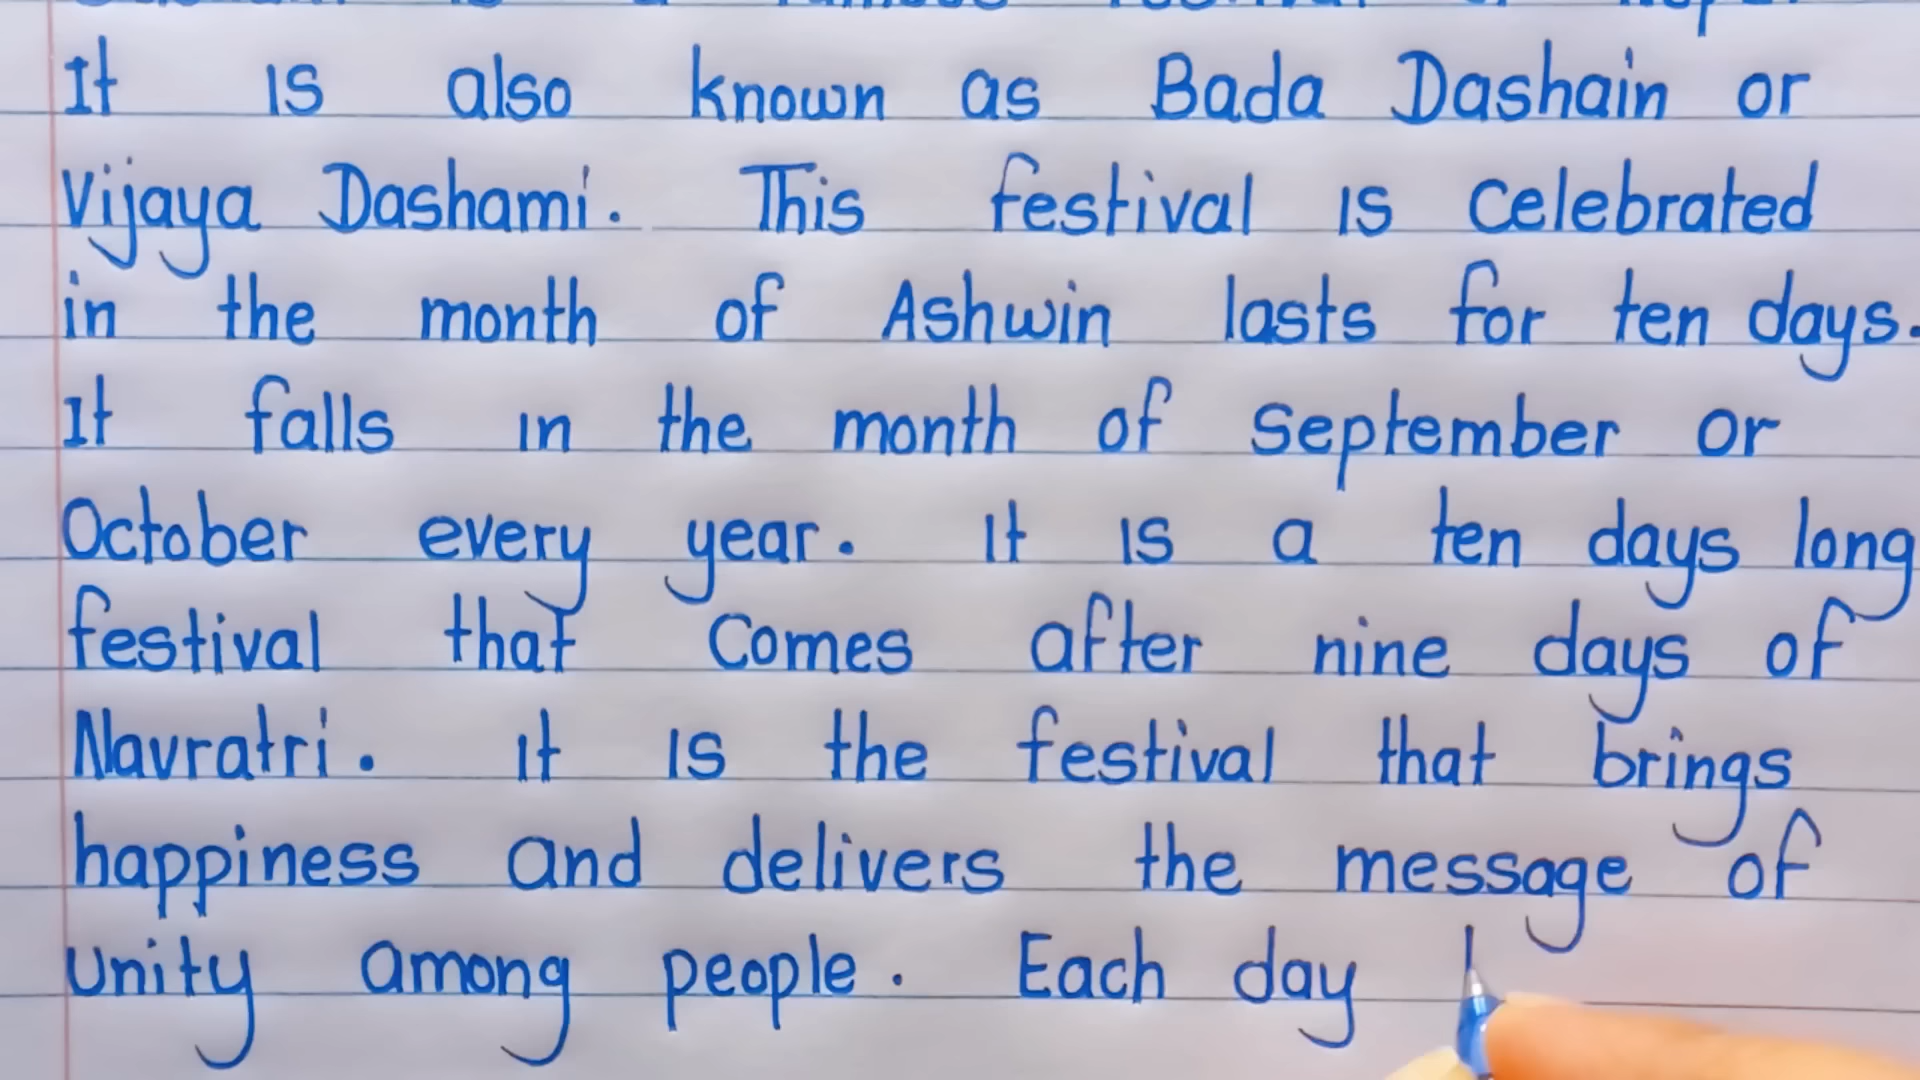 It is also known as Bada Dashain or
Vijaya Dashami. This festival is celebrated
in the month of Ashwin lasts for ten days.
It falls in the month of september or
October every year. It is a ten days long
festival that comes after nine days of
Navratri. It is the festival that brings
happiness and delivers the message of
unity among people. Each day